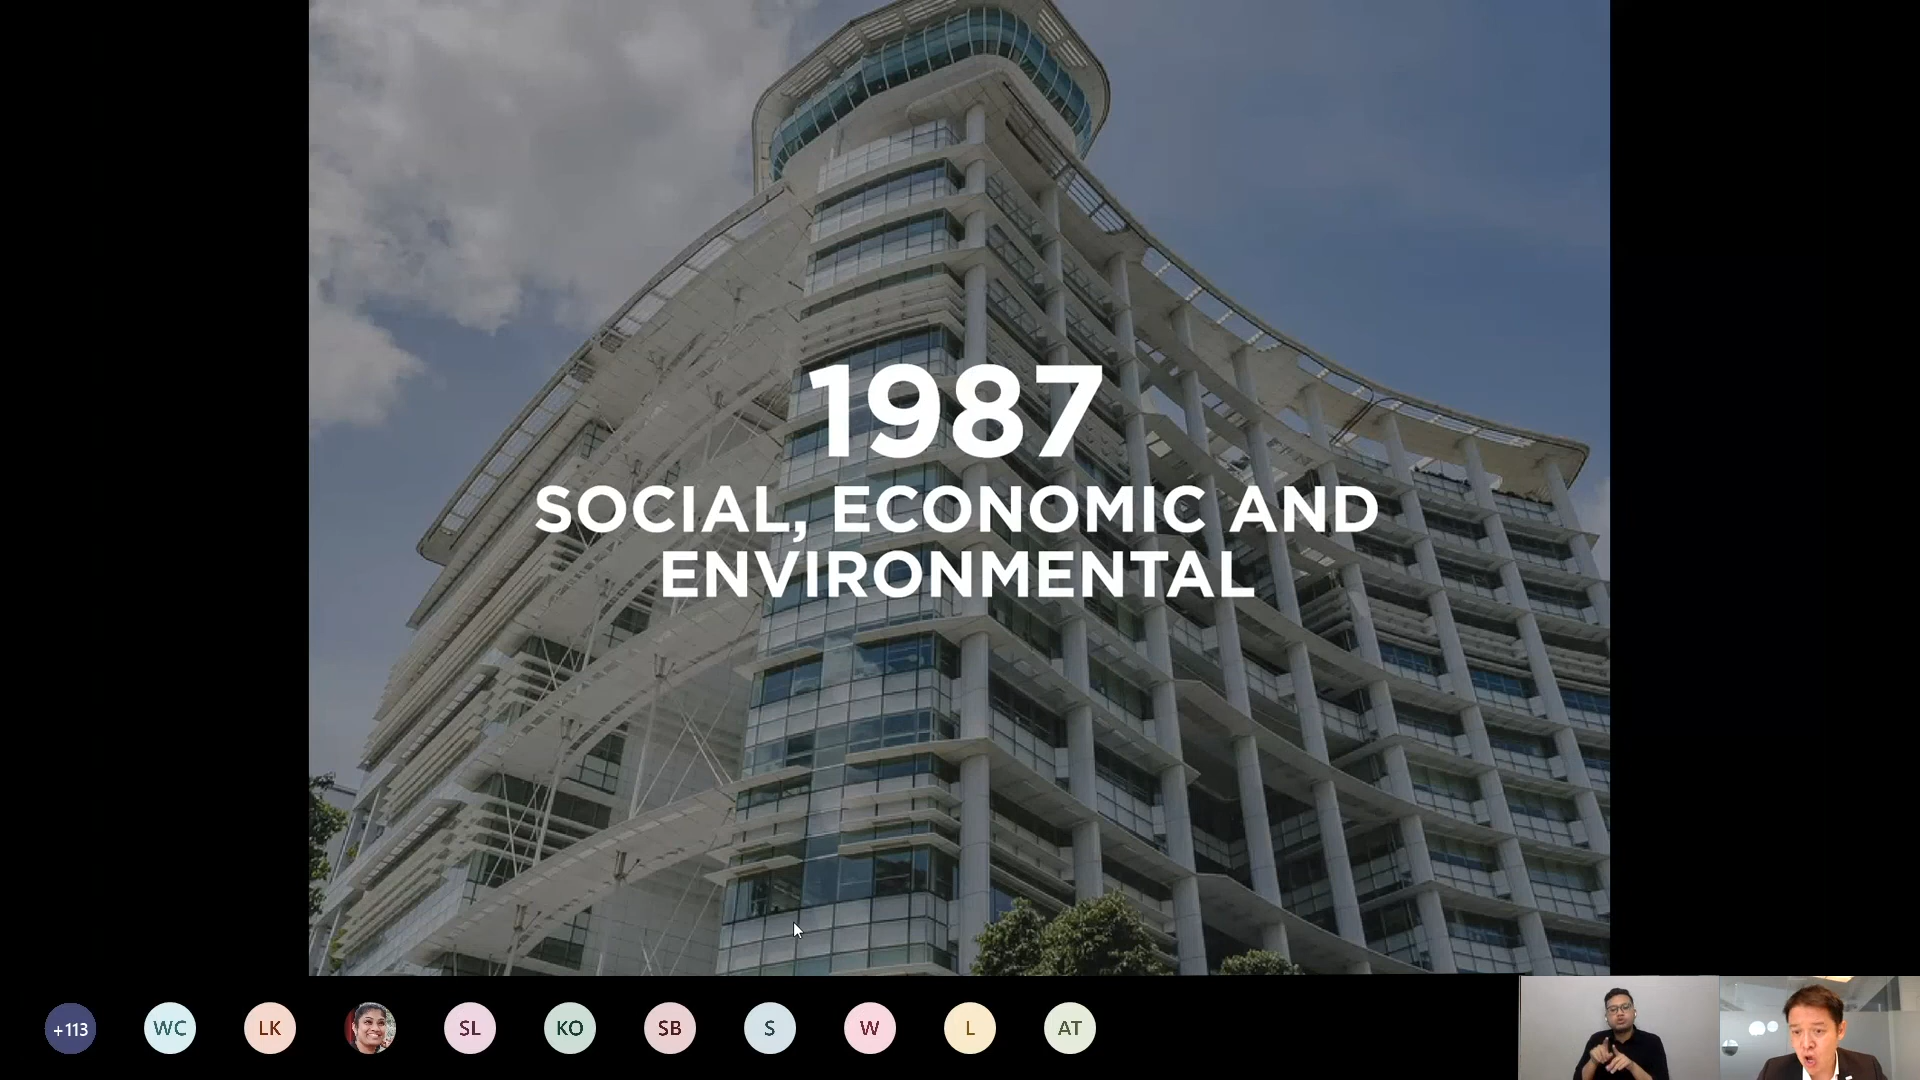 1987
SOCIAL, ECONOMIC AND
ENVIRONMENTAL
+113
WC
LK
SL
KO
SB
S
W
L
AT